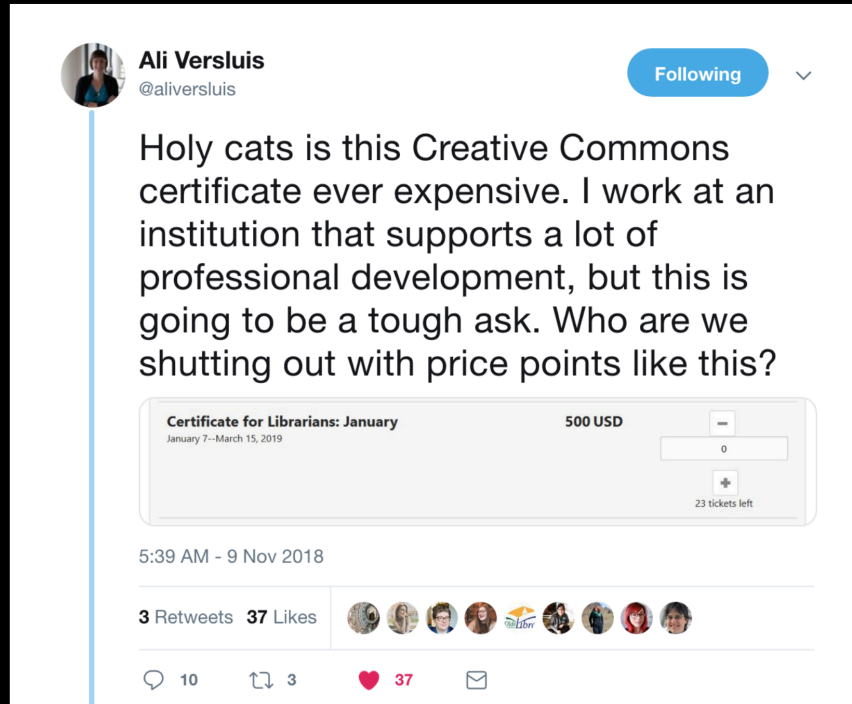 Ali Versluis
@aliversluis
Following
Holy cats is this Creative Commons
certificate ever expensive. I work at an
institution that supports a lot of
professional development, but this is
going to be a tough ask. Who are we
shutting out with price points like this?
Certificate for Librarians: January
500 USD
January 7--March 15, 2019
0
23 tickets left
5:39 AM - 9 Nov 2018
3 Retweets 37 Likes
10 3 37